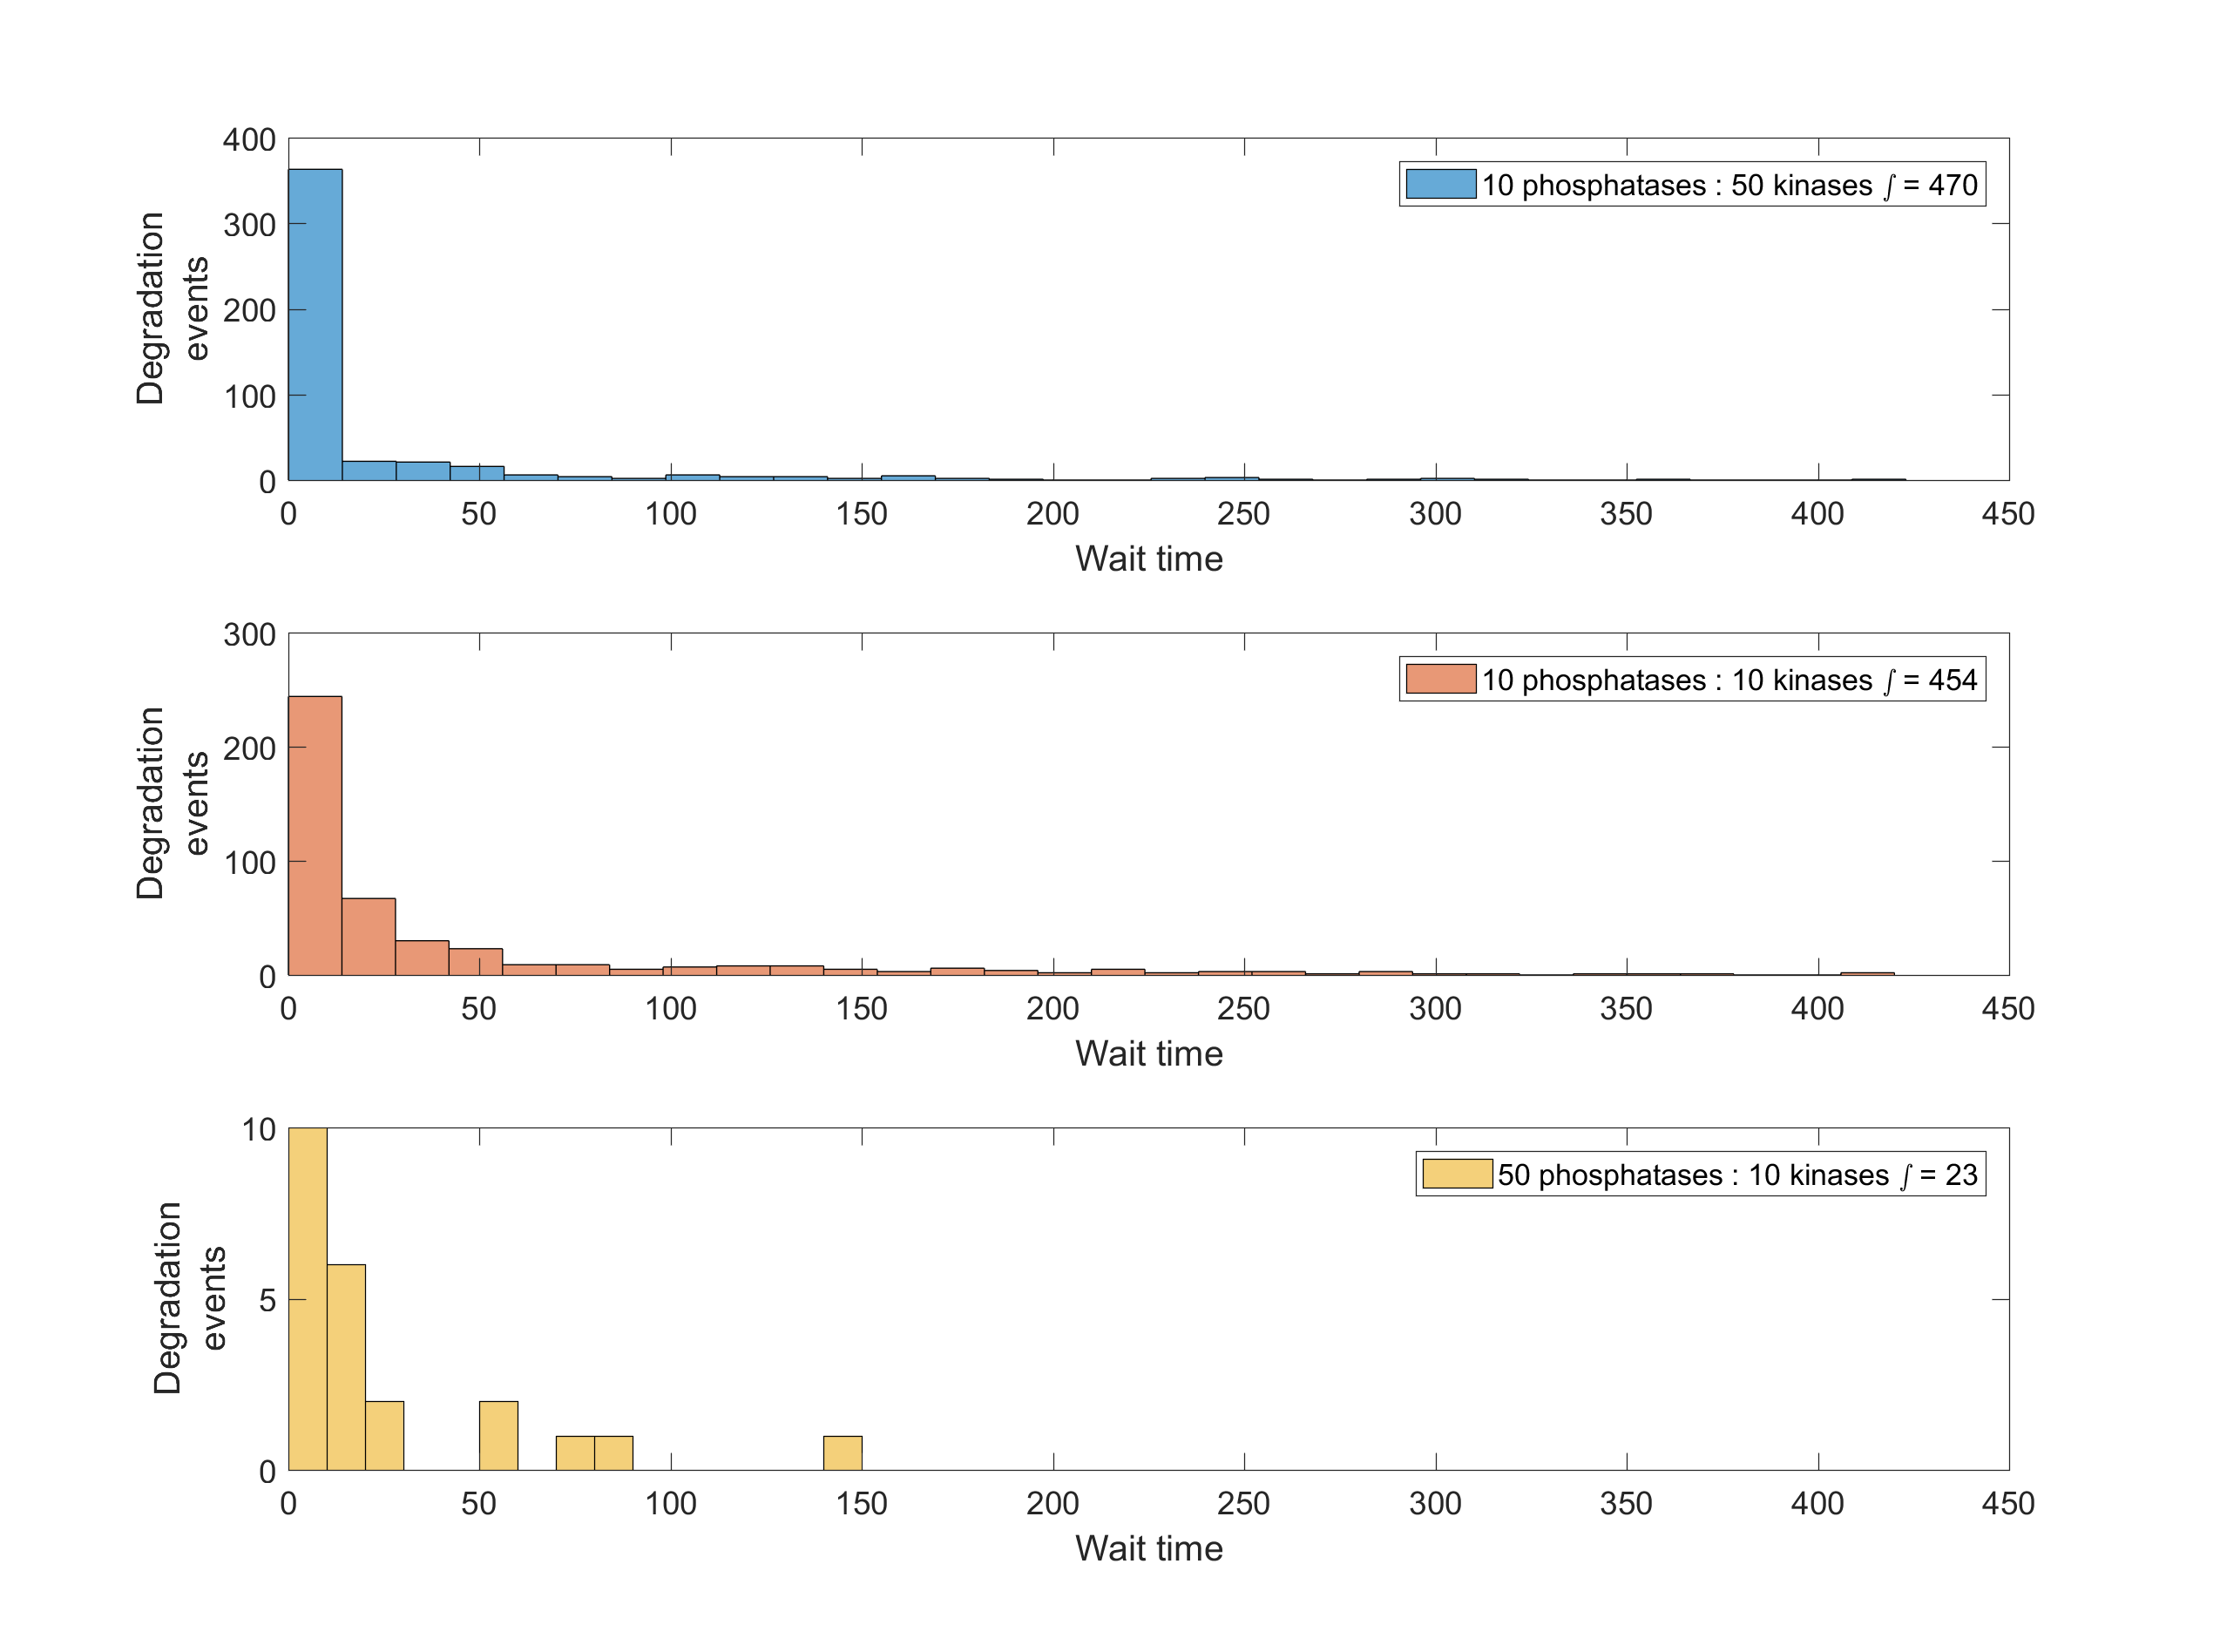 400
300
200
100
0
Degradation
events
10 phosphatases : 50 kinases ∫ = 470
0 50 100 150 200 250 300 350 400 450
Wait time
300
200
100
0
Degradation
events
10 phosphatases : 10 kinases ∫ = 454
0 50 100 150 200 250 300 350 400 450
Wait time
10
5
0
Degradation
events
50 phosphatases : 10 kinases ∫ = 23
0 50 100 150 200 250 300 350 400 450
Wait time